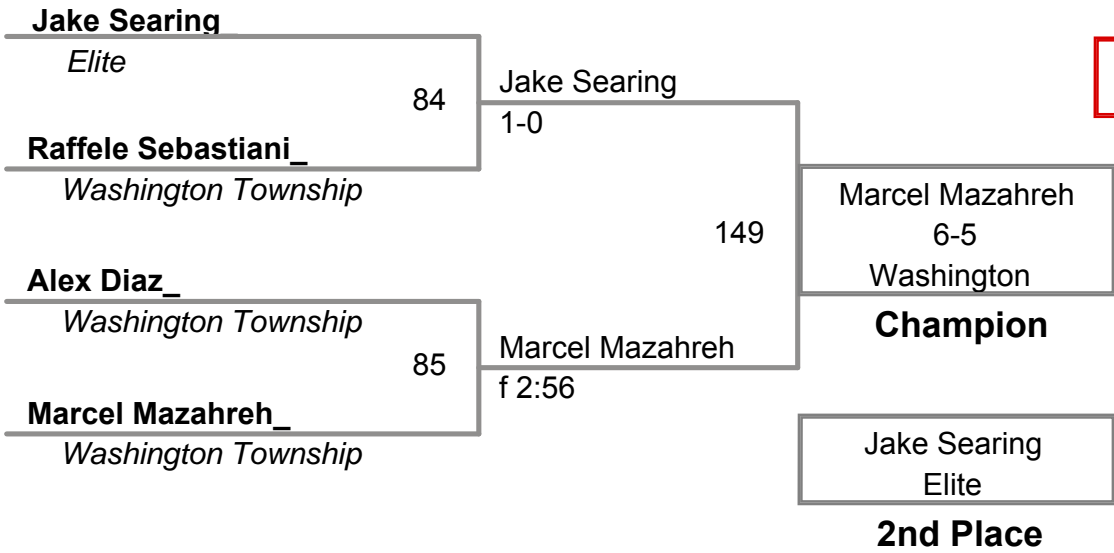 Jake Searing_
Elite
84
Jake Searing
1-0
Raffele Sebastiani_
Washington Township
149
Marcel Mazahreh
6-5
Washington
Champion
Alex Diaz_
Washington Township
85
Marcel Mazahreh
f 2:56
Marcel Mazahreh_
Washington Township
Jake Searing
Elite
2nd Place